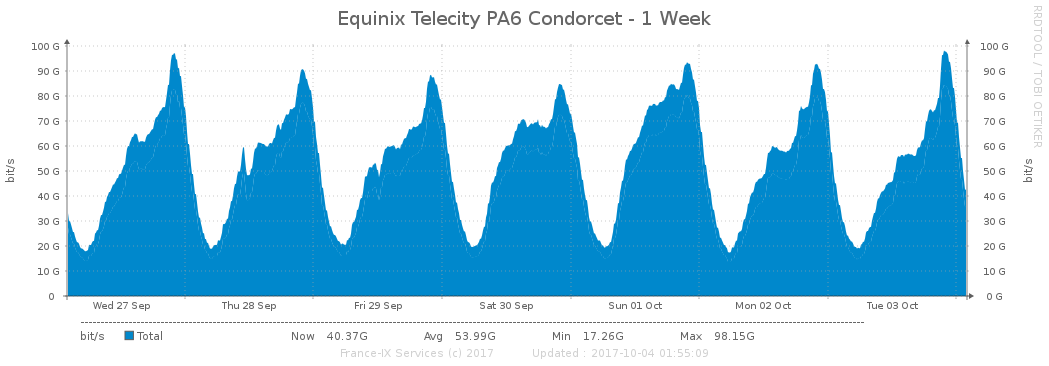 Equinix Telecity PA6 Condorcet - 1 Week
RRDTOOL / TOBI OETIKER
100 G 100 G
90 G 90 G
80 G 80 G
70 G 70 G
60 G 60 G
50 G 50 G
40 G 40 G
30 G 30 G
20 G 20 G
10 G 10 G
0 0 G
bit/s bit/s
Wed 27 Sep Thu 28 Sep Fri 29 Sep Sat 30 Sep Sun 01 Oct Mon 02 Oct Tue 03 Oct
bit/s Total Now 40.37G Avg 53.99G Min 17.26G Max 98.15G
France-IX Services (c) 2017 Updated : 2017-10-04 01:55:09